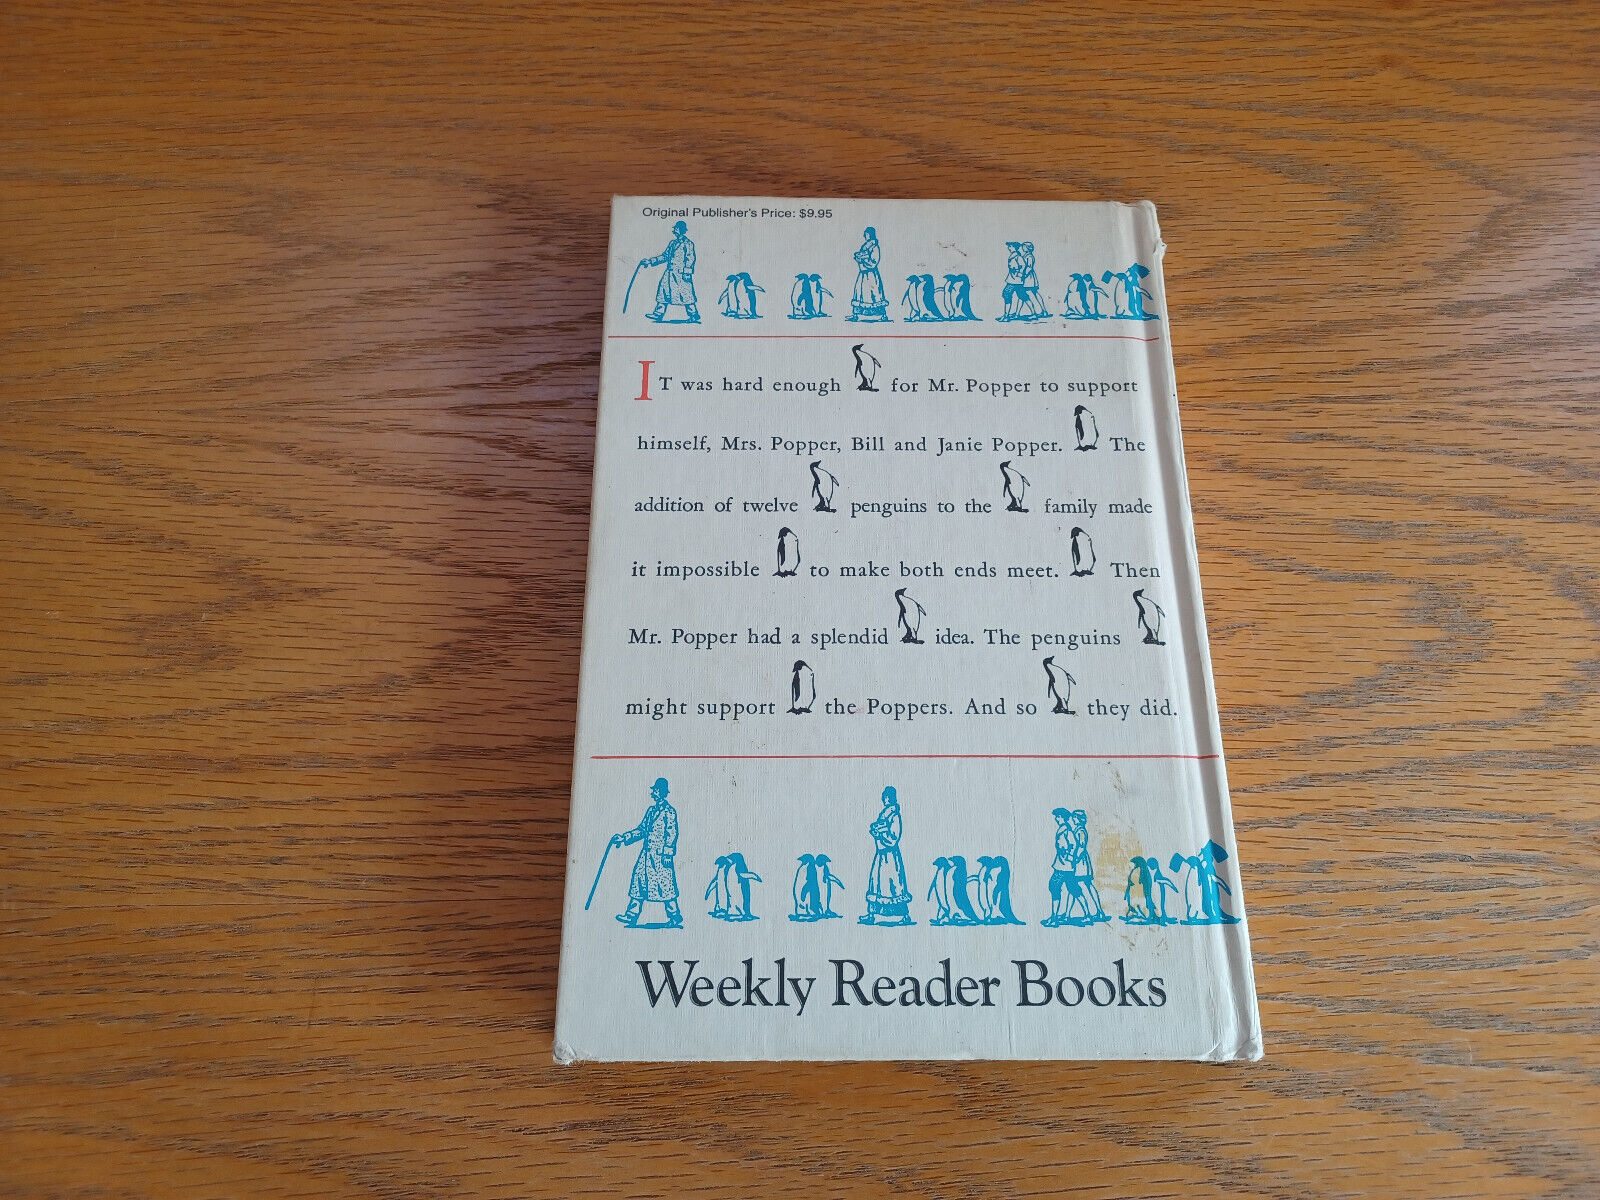 Original Publisher's Price: $9.95
IT was hard enough for Mr. Popper to support
himself, Mrs. Popper, Bill and Janie Popper. The
addition of twelve penguins to the family made
it impossible to make both ends meet. Then
Mr. Popper had a splendid idea. The penguins
might support the Poppers. And so they did.
Weekly Reader Books